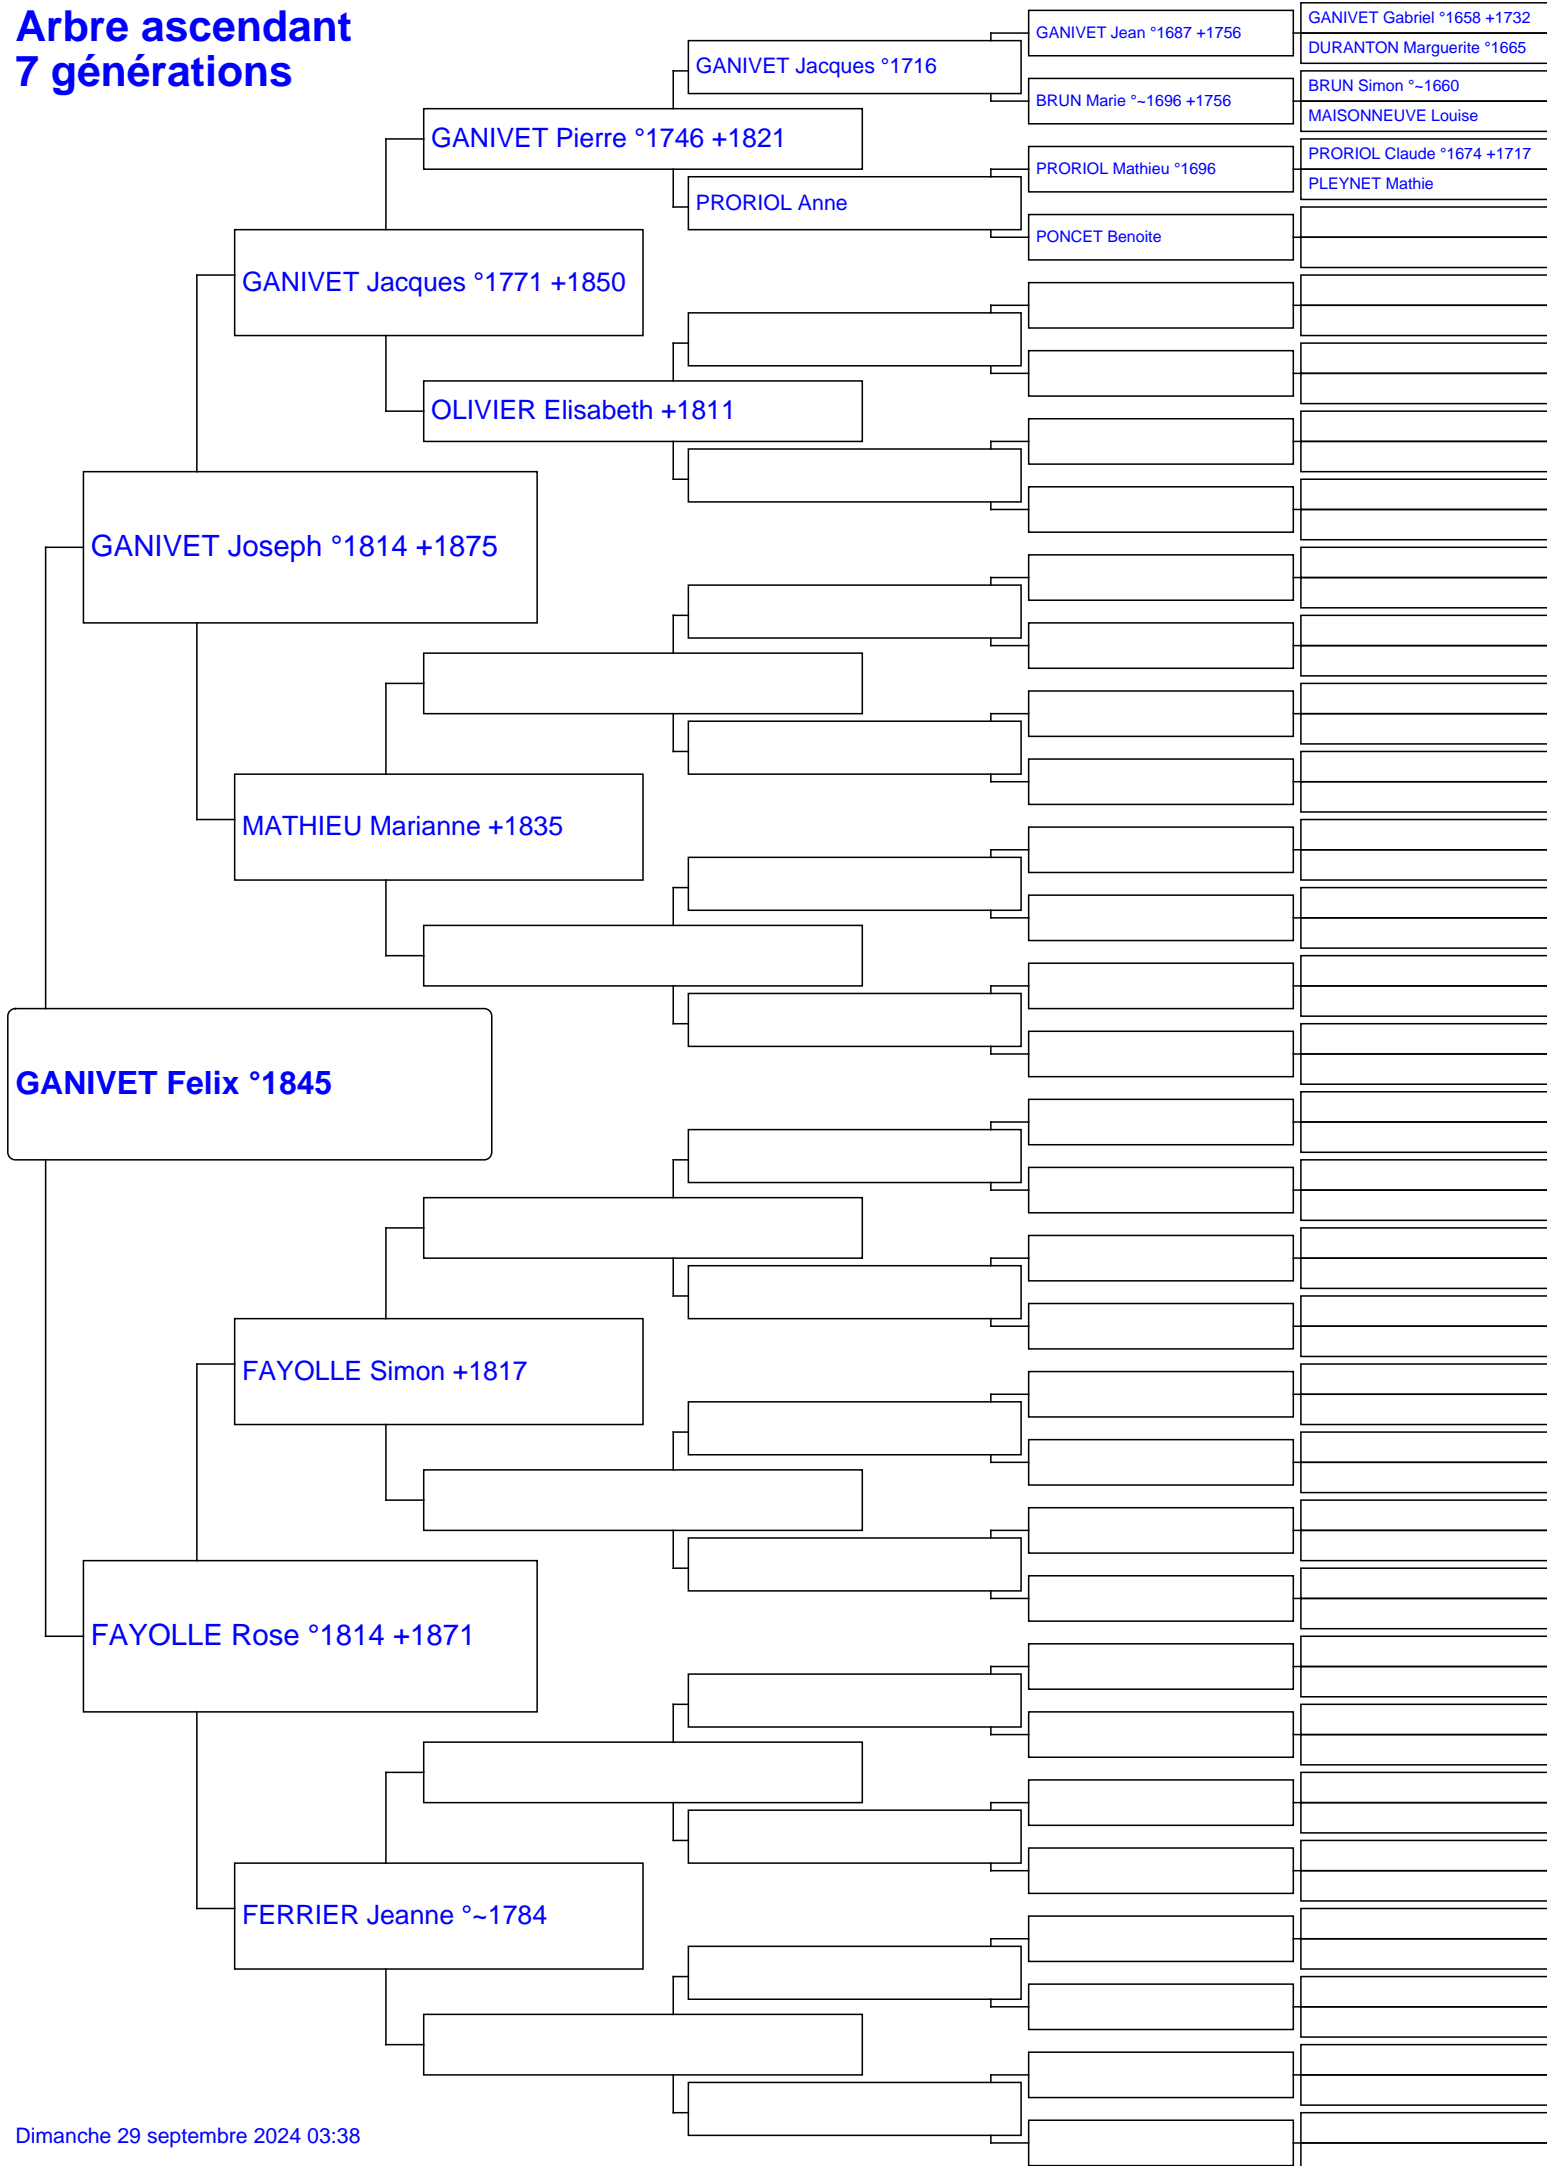 Arbre ascendant
7 générations
GANIVET Felix °1845
GANIVET Joseph °1814 +1875
FAYOLLE Rose °1814 +1871
GANIVET Jacques °1771 +1850
MATHIEU Marianne +1835
FAYOLLE Simon +1817
FERRIER Jeanne °~1784
GANIVET Pierre °1746 +1821
OLIVIER Elisabeth +1811
GANIVET Jacques °1716
PRORIOL Anne
GANIVET Jean °1687 +1756
BRUN Marie °~1696 +1756
PRORIOL Mathieu °1696
PONCET Benoite
GANIVET Gabriel °1658 +1732
DURANTON Marguerite °1665
BRUN Simon °~1660
MAISONNEUVE Louise
PRORIOL Claude °1674 +1717
PLEYNET Mathie
Dimanche 29 septembre 2024 03:38